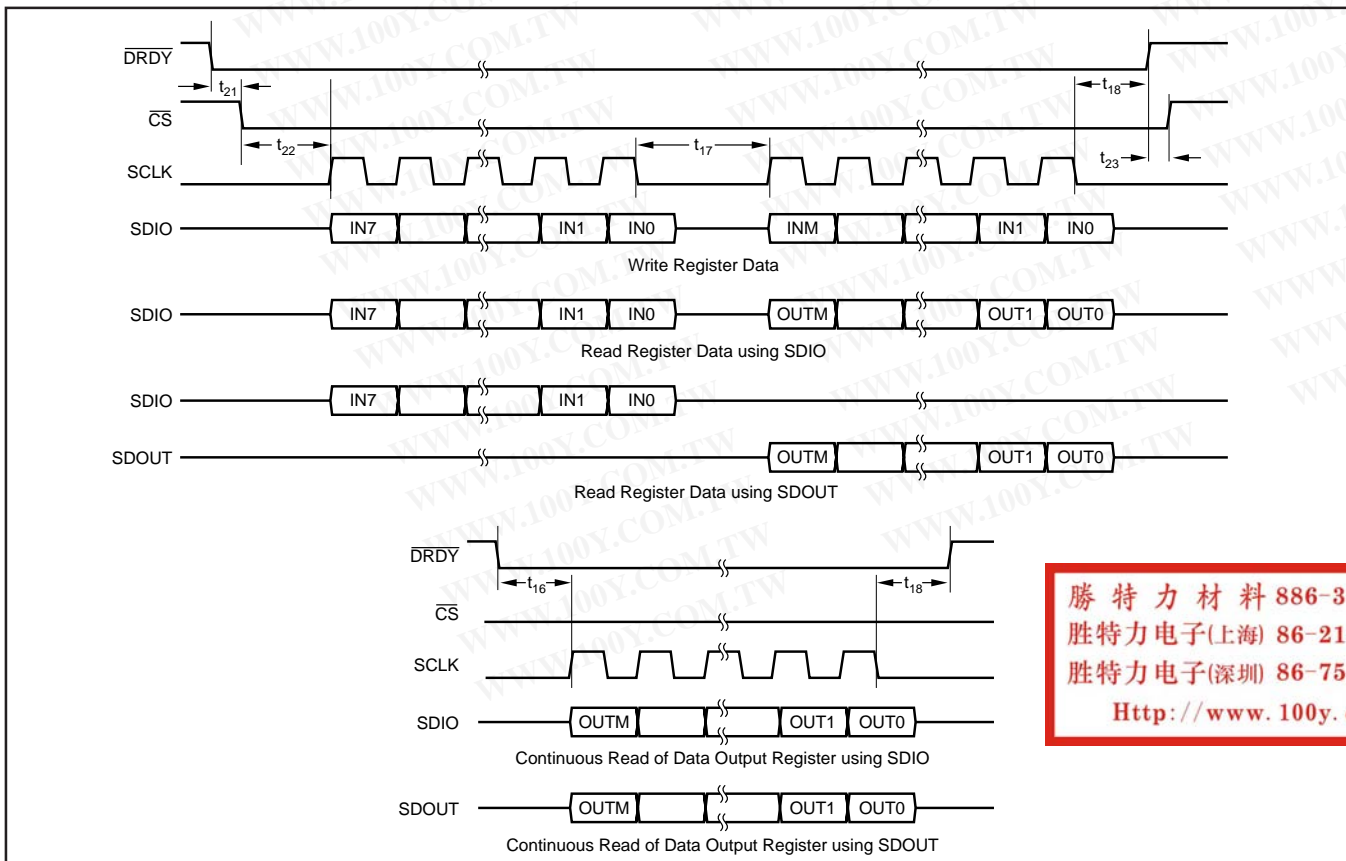 DRDY
t21
t18
CS
t22
t17
t23
SCLK
SDIO IN7 IN1 IN0 INM IN1 IN0
Write Register Data
SDIO IN7 IN1 IN0 OUTM OUT1 OUT0
Read Register Data using SDIO
SDIO IN7 IN1 IN0
SDOUT OUTM OUT1 OUT0
Read Register Data using SDOUT
DRDY
t16 t18
CS
SCLK
SDIO OUTM OUT1 OUT0
Continuous Read of Data Output Register using SDIO
SDOUT OUTM OUT1 OUT0
Continuous Read of Data Output Register using SDOUT
勝特力材料 886-3
胜特力电子(上海) 86-21
胜特力电子(深圳) 86-75
Http://www.100y.
WWW.100Y.COM.TW